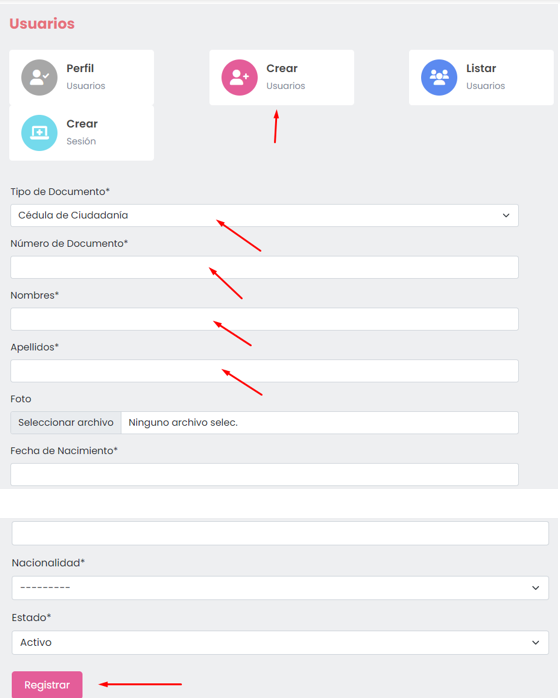 Usuarios
Perfil
Usuarios
Crear
Usuarios
Listar
Usuarios
Crear
Sesión
Tipo de Documento*
Cédula de Ciudadanía
Número de Documento*
Nombres*
Apellidos*
Foto
Seleccionar archivo Ninguno archivo selec.
Fecha de Nacimiento*
Nacionalidad*
---------
Estado*
Activo
Registrar